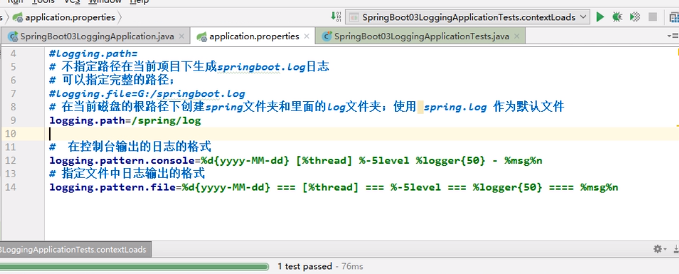 Run Tools VCS Window Help
application.properties
SpringBoot03LoggingApplicationTests.contextLoads
SpringBoot03LoggingApplication.java
application.properties
SpringBoot03LoggingApplicationTests.java
4 #logging.path=
5 # 不指定路径在当前项目下生成springboot.log日志
6 # 可以指定完整的路径;
7 #logging.file=G:/springboot.log
8 # 在当前磁盘的根路径下创建spring文件夹和里面的log文件夹;使用 spring.log 作为默认文件
9 logging.path=/spring/log
10
11 # 在控制台输出的日志的格式
12 logging.pattern.console=%d{yyyy-MM-dd} [%thread] %-5level %logger{50} - %msg%n
13 # 指定文件中日志输出的格式
14 logging.pattern.file=%d{yyyy-MM-dd} === [%thread] === %-5level === %logger{50} ==== %msg%n
03LoggingApplicationTests.contextLoads
1 test passed - 76ms